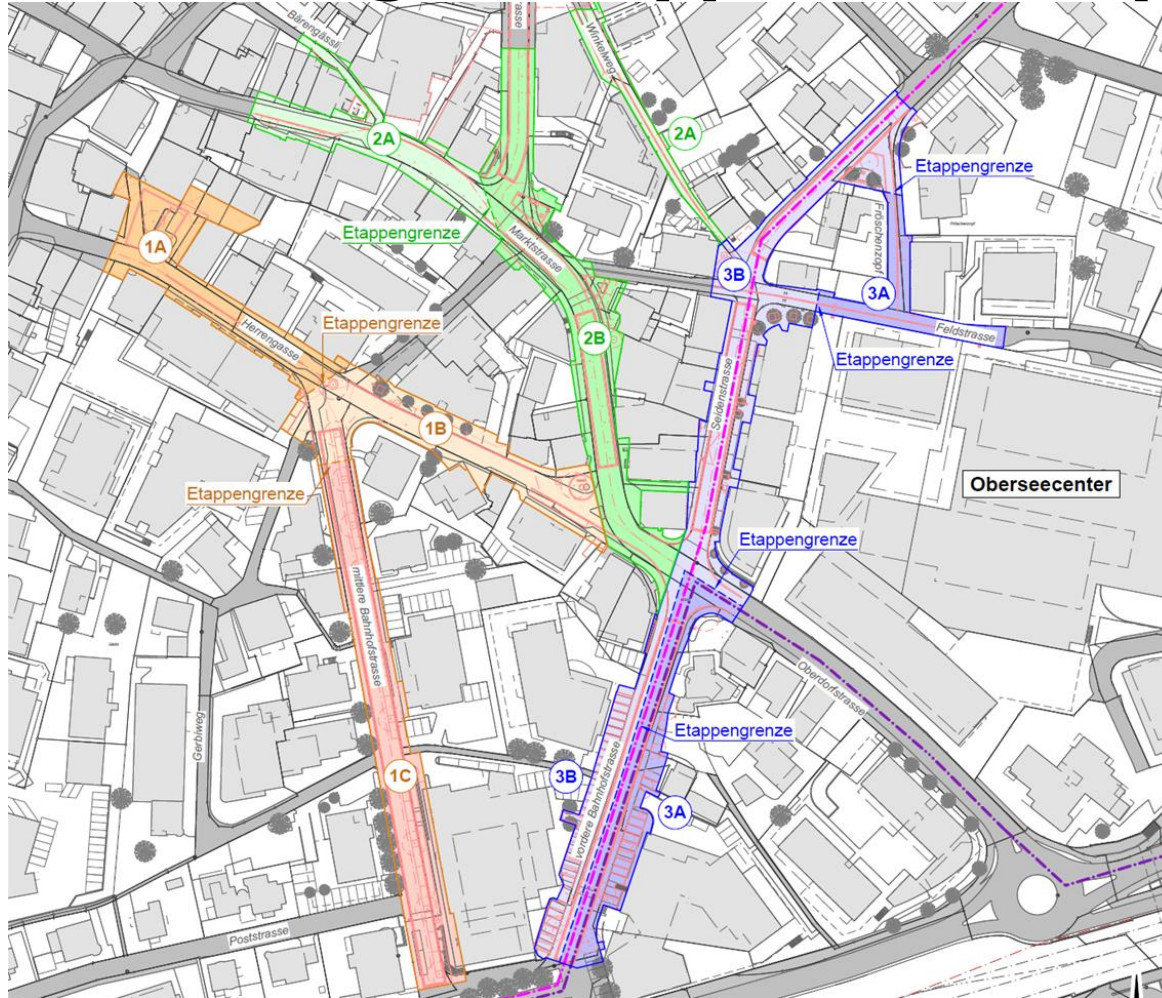 Bärengässli
Winkelweg
2A
2A
Etappengrenze
Etappengrenze
1A
Marktstrasse
Fröschenzopf
3B
3A
Herrengasse
Etappengrenze
Feldstrasse
2B
Etappengrenze
Seidenstrasse
1B
Etappengrenze
Oberseecenter
Etappengrenze
mittlere Bahnhofstrasse
Oberdorfstrasse
Gerbiweg
Etappengrenze
1C
3B
vordere Bahnhofstrasse
3A
Poststrasse